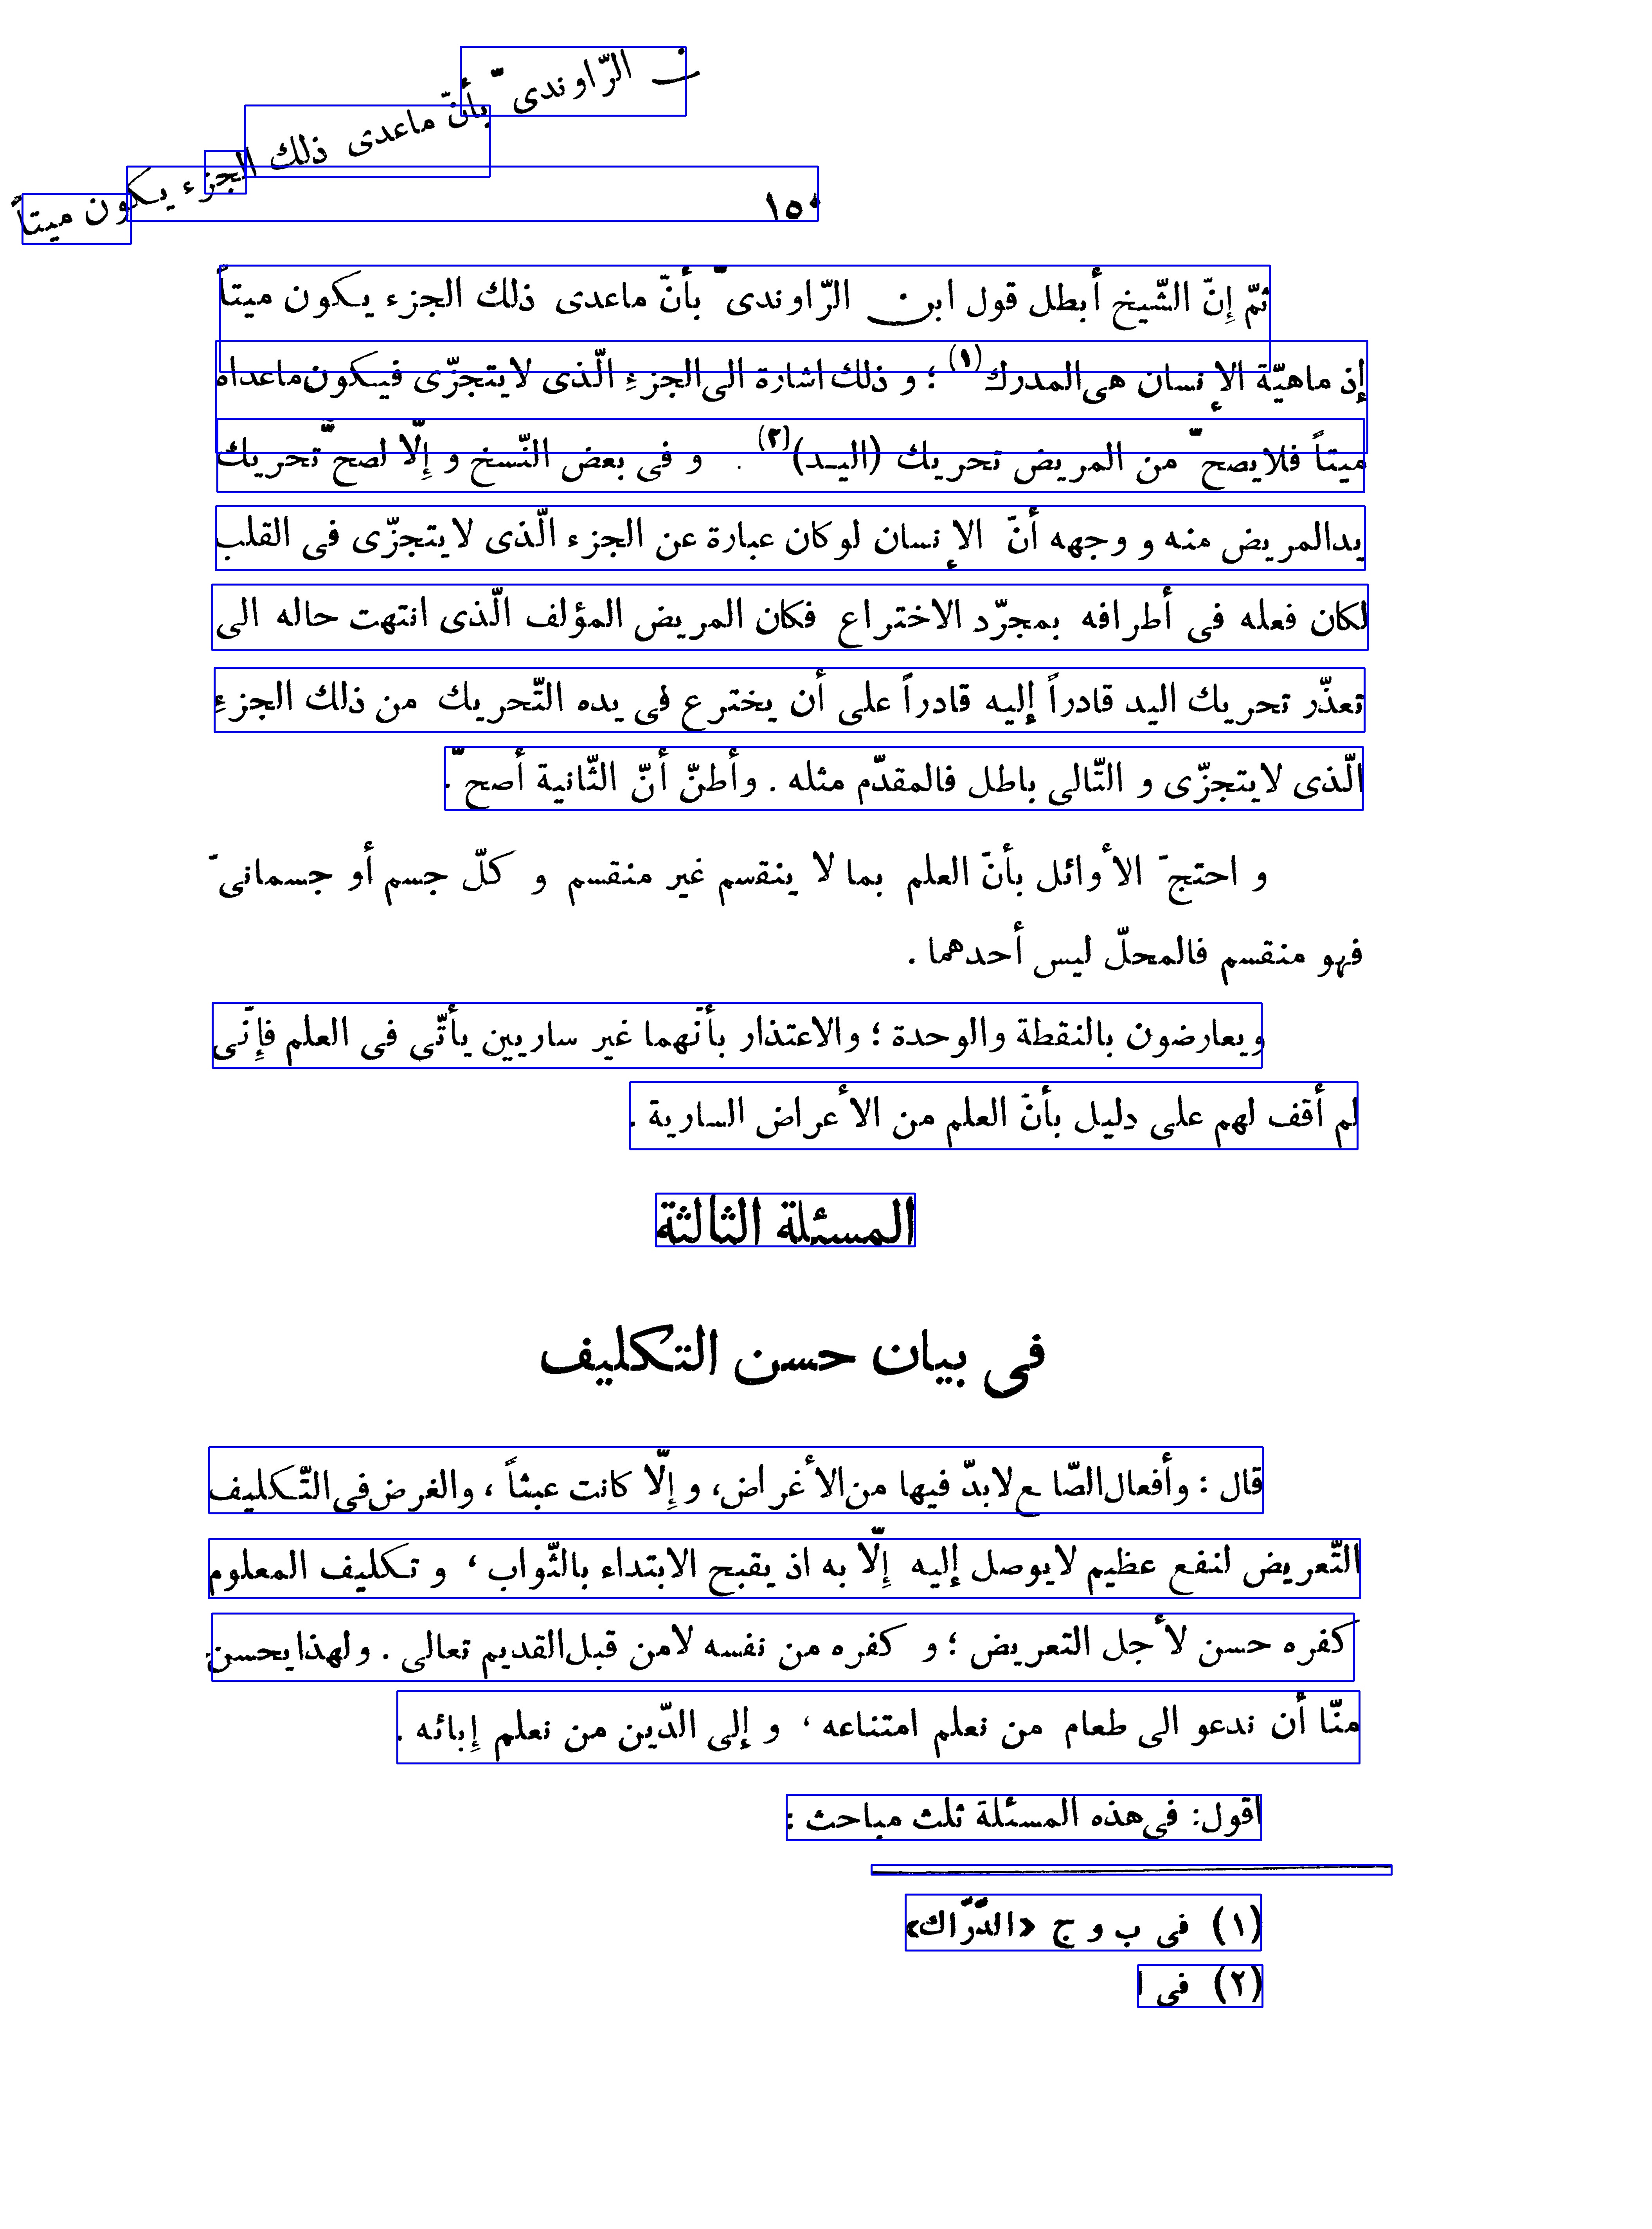 ن الرّاوندىّ بأنّ ماعدى ذلك الجزء يكون ميتاً
١٥٠
ثمّ إنّ الشّيخ أبطل قول ابن الرّاوندىّ بأنّ ماعدى ذلك الجزء يكون ميتاً
إذ ماهيّة الإنسان هى المدرك(١) ؛ و ذلك اشارة الى الجزءِ الّذى لايتجزّى فيكون ماعداه
ميتاً فلايصحّ من المريض تحريك (اليد)(٢) . و فى بعض النّسخ و إلّا لصحّ تحريك
يدالمريض منه و وجهه أنّ الإنسان لوكان عبارة عن الجزء الّذى لايتجزّى فى القلب
لكان فعله فى أطرافه بمجرّد الاختراع فكان المريض المؤلف الّذى انتهت حاله الى
تعذّر تحريك اليد قادراً إليه قادراً على أن يخترع فى يده التّحريك من ذلك الجزءِ
الّذى لايتجزّى و التّالى باطل فالمقدّم مثله . وأطنّ أنّ الثّانية أصحّ .
و احتجّ الأوائل بأنّ العلم بما لا ينقسم غير منقسم و كلّ جسم أو جسمانىّ
فهو منقسم فالمحلّ ليس أحدهما .
ويعارضون بالنقطة والوحدة ؛ والاعتذار بأنّهما غير ساريين يأتّى فى العلم فإنّى
لم أقف لهم على دليل بأنّ العلم من الأعراض السارية .
المسئلة الثالثة
فى بيان حسن التكليف
قال : وأفعال الصّا ع لابدّ فيها من الأغراض، و إلّا كانت عبثاً ، والغرض فى التّكليف
التّعريض لنفع عظيم لايوصل إليه إلّا به اذ يقبح الابتداء بالثّواب ، و تكليف المعلوم
كفره حسن لأجل التعريض ؛ و كفره من نفسه لامن قبل القديم تعالى . ولهذا يحسن
منّا أن ندعو الى طعام من نعلم امتناعه ، و إلى الدّين من نعلم إبائه .
اقول: فى هذه المسئلة ثلث مباحث :
(١) فى ب و ج «الدّرّاك»
(٢) فى ا